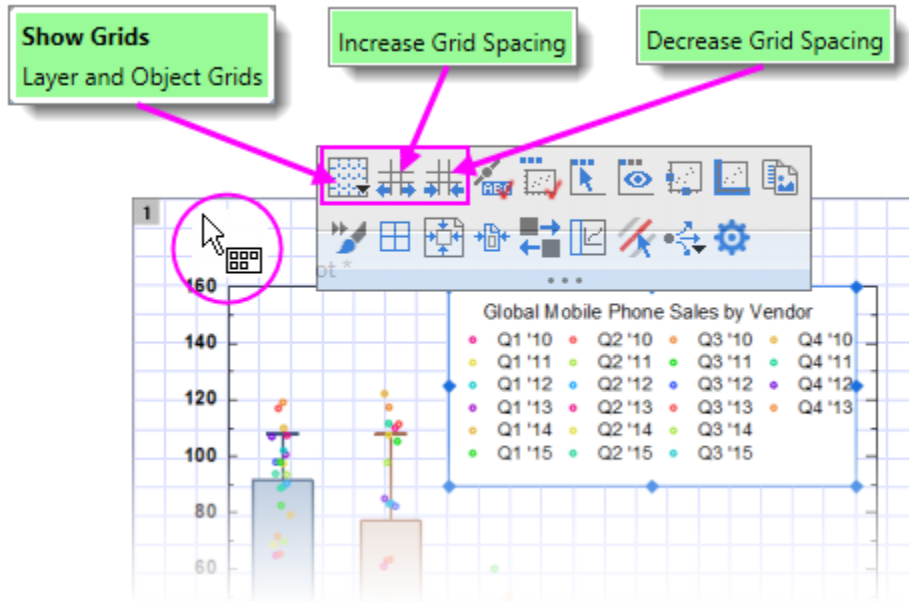 Show Grids
Layer and Object Grids
Increase Grid Spacing
Decrease Grid Spacing
ABC
1
ot *
160
140
120
100
80
60
Global Mobile Phone Sales by Vendor
Q1 '10 Q2 '10 Q3 '10 Q4 '10
Q1 '11 Q2 '11 Q3 '11 Q4 '11
Q1 '12 Q2 '12 Q3 '12 Q4 '12
Q1 '13 Q2 '13 Q3 '13 Q4 '13
Q1 '14 Q2 '14 Q3 '14
Q1 '15 Q2 '15 Q3 '15